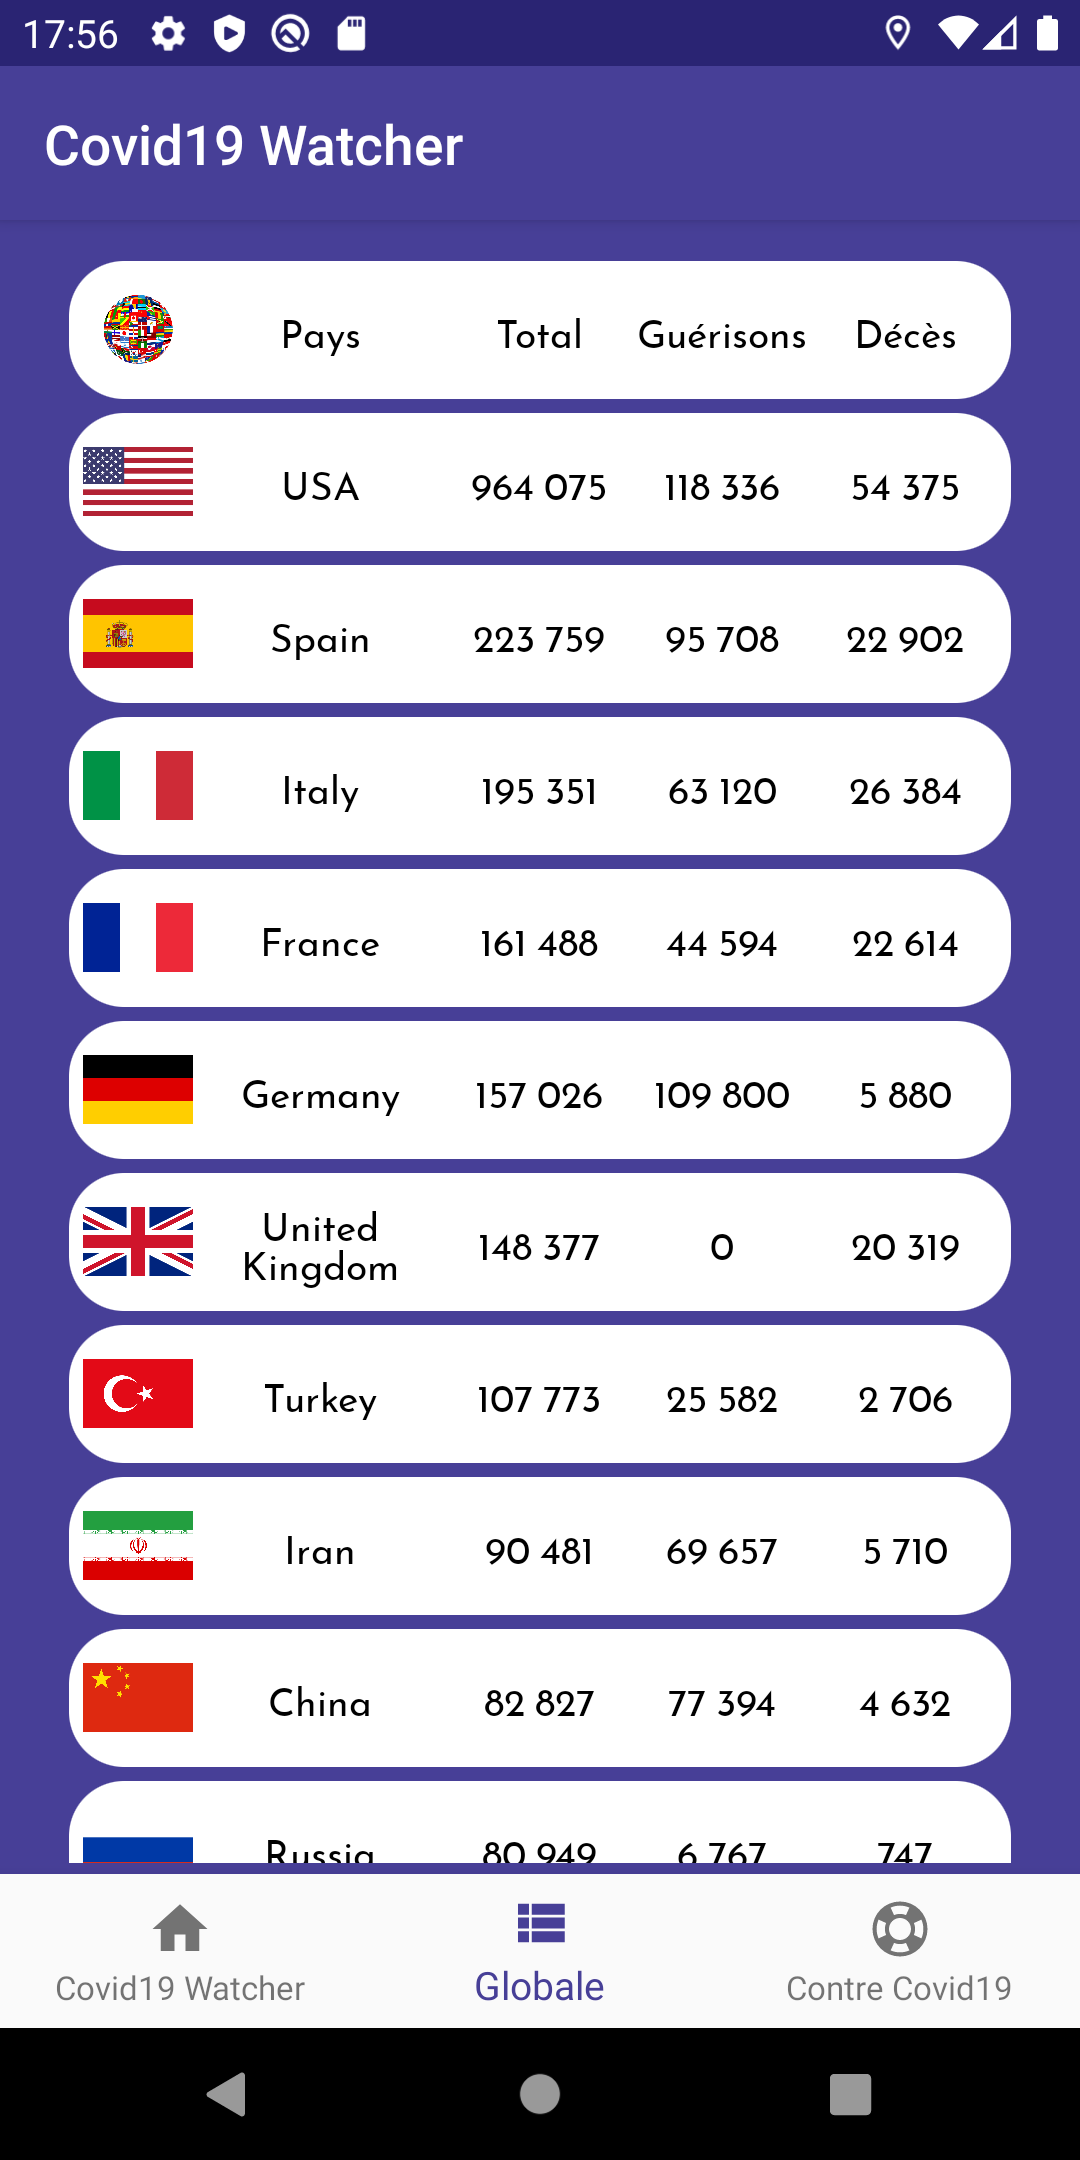 17:56
Covid19 Watcher
Pays Total Guérisons Décès
USA 964 075 118 336 54 375
Spain 223 759 95 708 22 902
Italy 195 351 63 120 26 384
France 161 488 44 594 22 614
Germany 157 026 109 800 5 880
United
Kingdom 148 377 0 20 319
Turkey 107 773 25 582 2 706
Iran 90 481 69 657 5 710
China 82 827 77 394 4 632
Russia 80 949 6 767 747
Covid19 Watcher Globale Contre Covid19